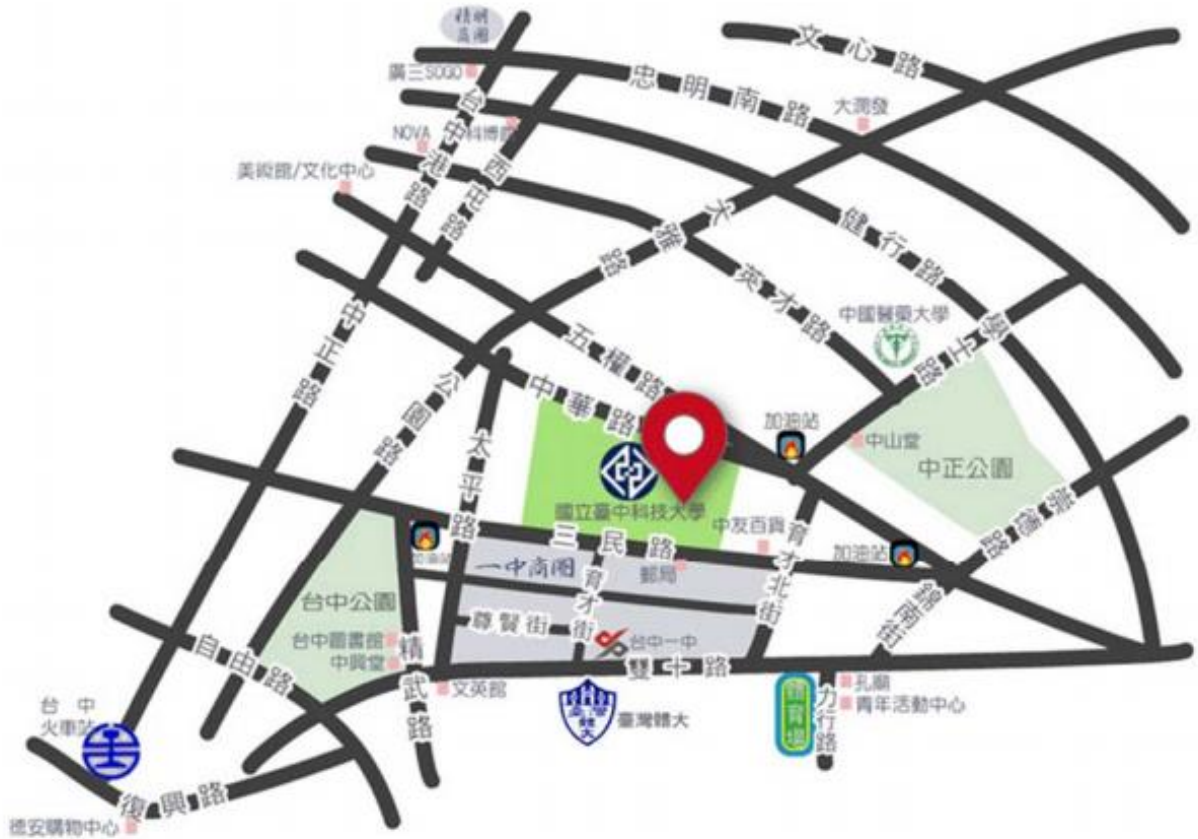 精明
商圈
文心路
廣三SOGO
忠明南路
大潤發
台中港路
NOVA
科博館
西屯路
美術館/文化中心
大雅路
健行路
英才路
中國醫藥大學
學士路
中正路
五權路
公園路
中華路
太平路
加油站
中山堂
中正公園
國立臺中科技大學
崇德路
中友百貨
三民路
育才北街
加油站
一中商圈
郵局
育才街
錦南街
台中公園
尊賢街
台中一中
台中圖書館
中興堂
精武路
雙十路
自由路
文英館
臺灣體大
力行路
孔廟
青年活動中心
台中
火車站
復興路
德安購物中心